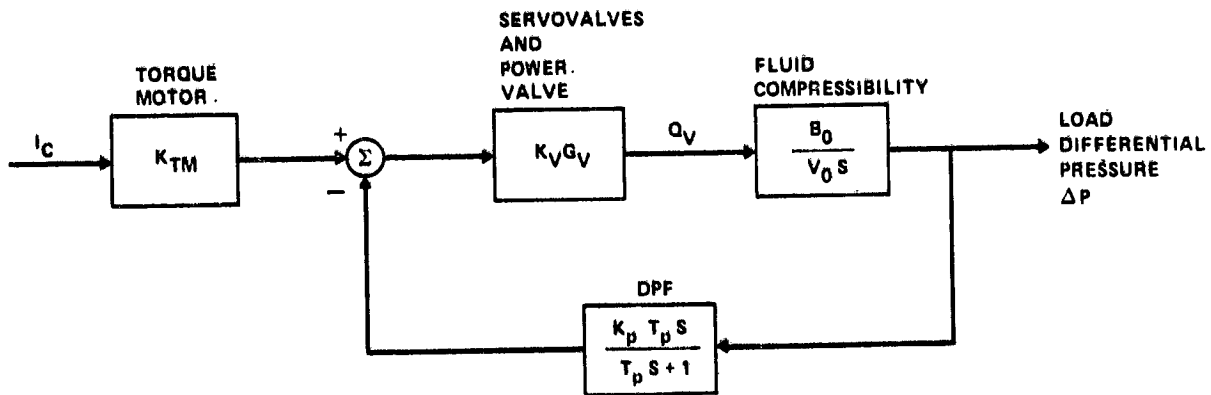 SERVOVALVES
AND
POWER.
VALVE
TORQUE
MOTOR.
FLUID
COMPRESSIBILITY
I_C
K_TM
+
Σ
−
K_V G_V
Q_V
B_0
V_0 S
LOAD
DIFFERENTIAL
PRESSURE
ΔP
DPF
K_p T_p S
T_p S + 1